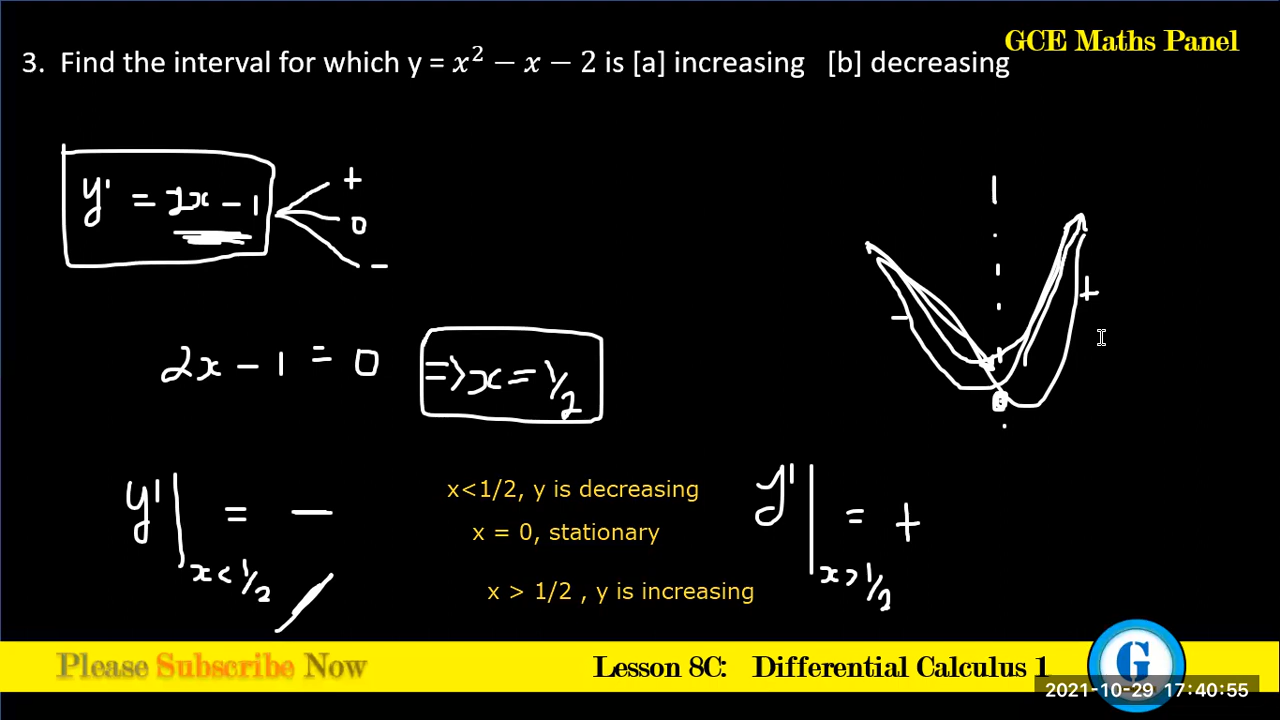 GCE Maths Panel
3. Find the interval for which y = x² − x − 2 is [a] increasing [b] decreasing
y' = 2x − 1
+
0
−
2x − 1 = 0 => x = 1/2
− +
0
y'| x < 1/2 = −
x<1/2, y is decreasing
x = 0, stationary
x > 1/2 , y is increasing
y'| x > 1/2 = +
Please Subscribe Now
Lesson 8C: Differential Calculus 1
G
2021-10-29 17:40:55